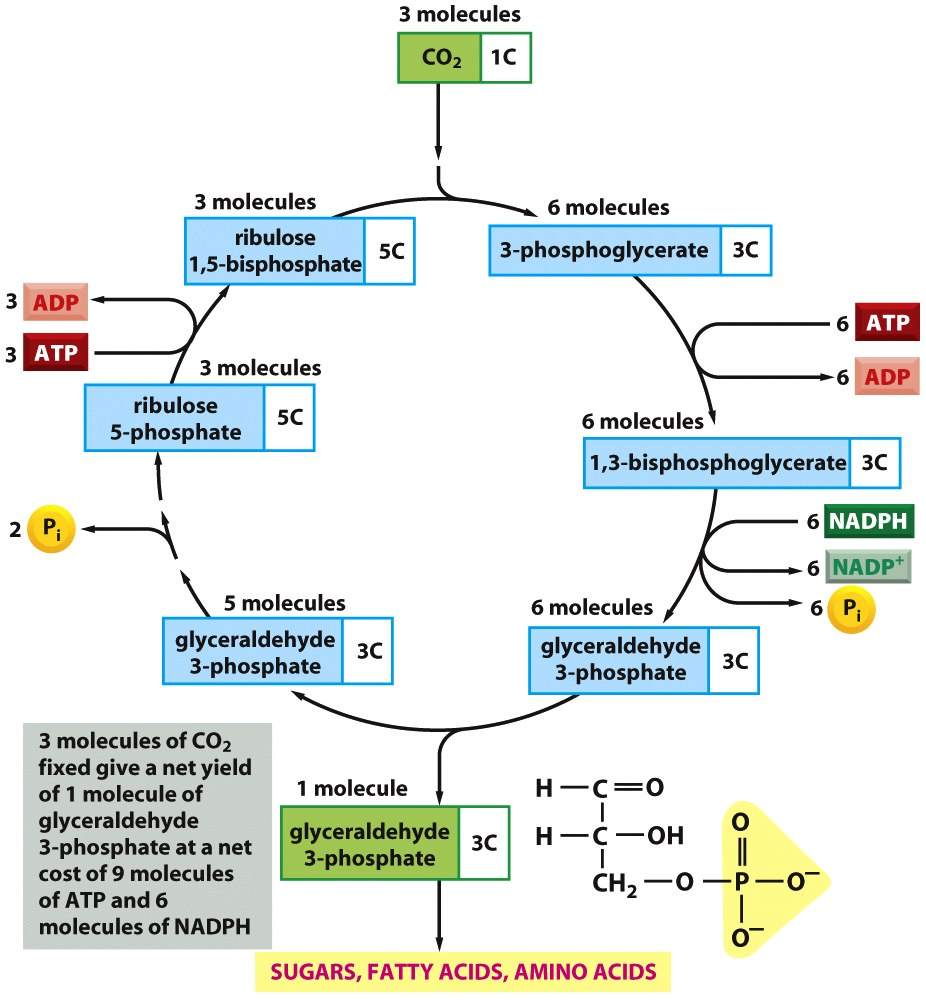 3 molecules
CO₂ 1C
3 molecules
ribulose
1,5-bisphosphate
5C
6 molecules
3-phosphoglycerate 3C
3 ADP
3 ATP
6 ATP
6 ADP
3 molecules
ribulose
5-phosphate
5C
6 molecules
1,3-bisphosphoglycerate 3C
2 Pi
6 NADPH
6 NADP⁺
6 Pi
5 molecules
glyceraldehyde
3-phosphate
3C
6 molecules
glyceraldehyde
3-phosphate
3C
3 molecules of CO₂
fixed give a net yield
of 1 molecule of
glyceraldehyde
3-phosphate at a net
cost of 9 molecules
of ATP and 6
molecules of NADPH
1 molecule
glyceraldehyde
3-phosphate
3C
H—C=O
H—C—OH
CH₂—O—P—O⁻
O
O⁻
SUGARS, FATTY ACIDS, AMINO ACIDS